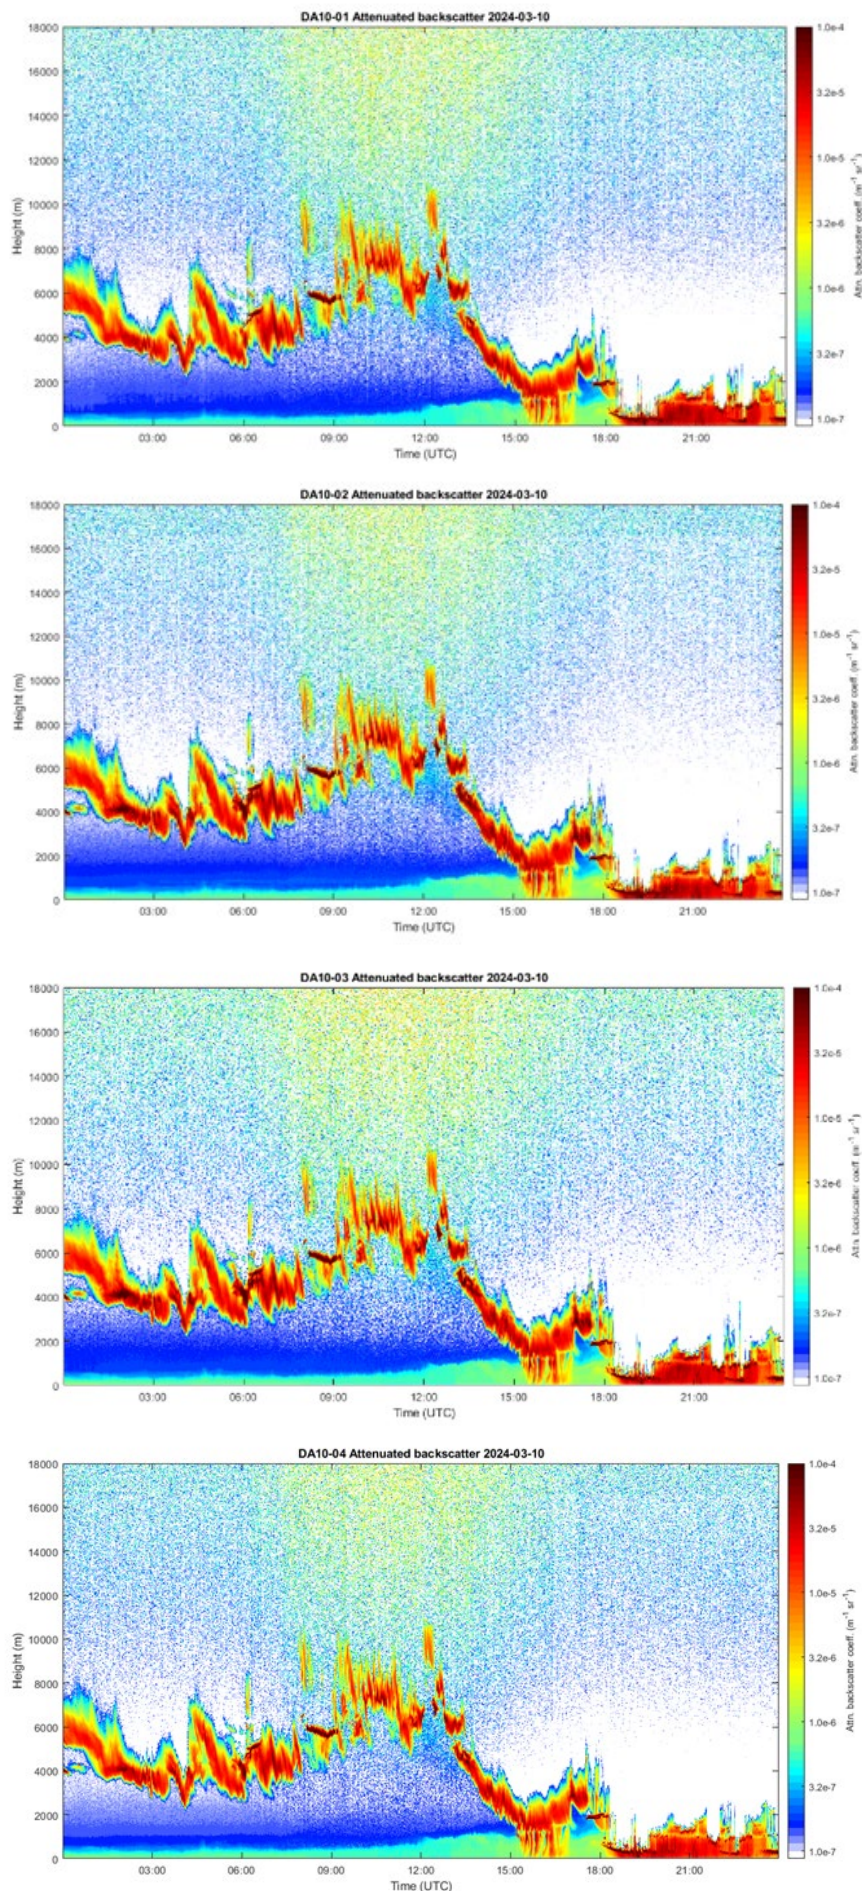 DA10-01 Attenuated backscatter 2024-03-10
18000
16000
14000
12000
10000
8000
6000
4000
2000
0
Height (m)
03:00 06:00 09:00 12:00 15:00 18:00 21:00
Time (UTC)
1.0e-4
3.2e-5
1.0e-5
3.2e-6
1.0e-6
3.2e-7
1.0e-7
Attn. backscatter coeff. (m⁻¹ sr⁻¹)
DA10-02 Attenuated backscatter 2024-03-10
18000
16000
14000
12000
10000
8000
6000
4000
2000
0
Height (m)
03:00 06:00 09:00 12:00 15:00 18:00 21:00
Time (UTC)
1.0e-4
3.2e-5
1.0e-5
3.2e-6
1.0e-6
3.2e-7
1.0e-7
Attn. backscatter coeff. (m⁻¹ sr⁻¹)
DA10-03 Attenuated backscatter 2024-03-10
18000
16000
14000
12000
10000
8000
6000
4000
2000
0
Height (m)
03:00 06:00 09:00 12:00 15:00 18:00 21:00
Time (UTC)
1.0e-4
3.2e-5
1.0e-5
3.2e-6
1.0e-6
3.2e-7
1.0e-7
Attn. backscatter coeff. (m⁻¹ sr⁻¹)
DA10-04 Attenuated backscatter 2024-03-10
18000
16000
14000
12000
10000
8000
6000
4000
2000
0
Height (m)
03:00 06:00 09:00 12:00 15:00 18:00 21:00
Time (UTC)
1.0e-4
3.2e-5
1.0e-5
3.2e-6
1.0e-6
3.2e-7
1.0e-7
Attn. backscatter coeff. (m⁻¹ sr⁻¹)